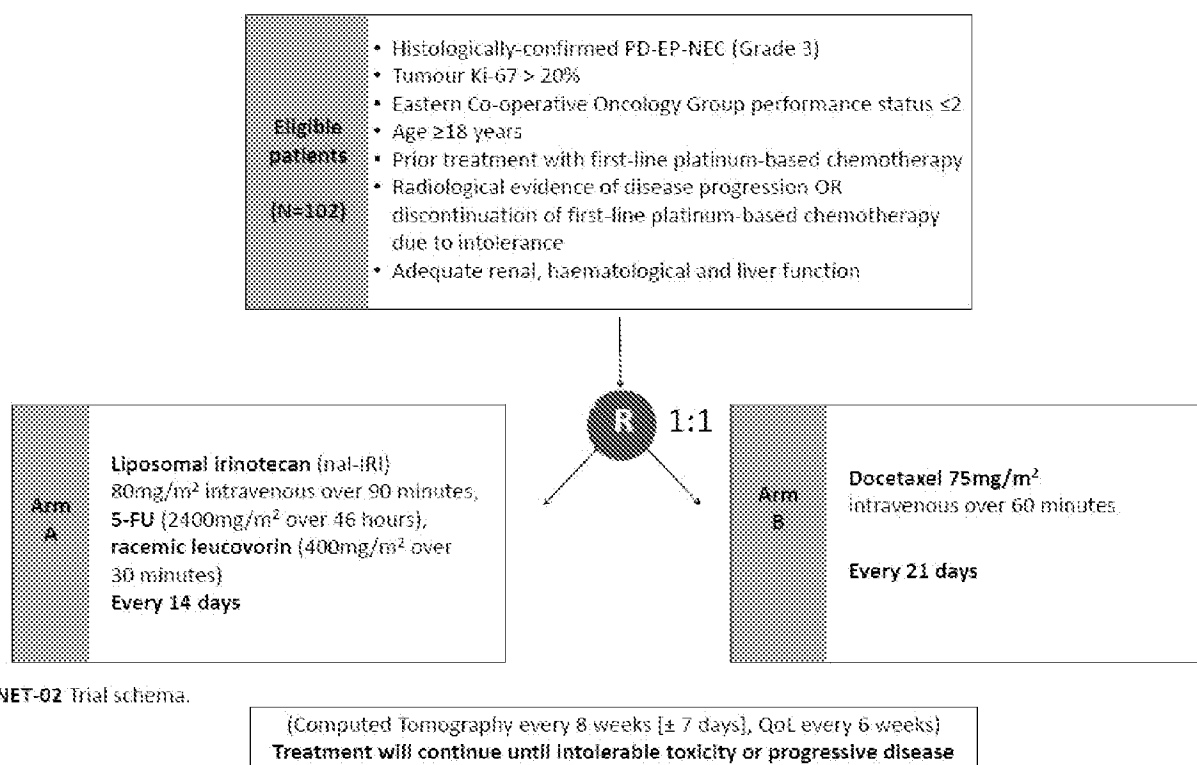 Eligible
patients
(N=102)
• Histologically-confirmed PD-EP-NEC (Grade 3)
• Tumour Ki-67 > 20%
• Eastern Co-operative Oncology Group performance status ≤2
• Age ≥18 years
• Prior treatment with first-line platinum-based chemotherapy
• Radiological evidence of disease progression OR
discontinuation of first-line platinum-based chemotherapy
due to intolerance
• Adequate renal, haematological and liver function
R 1:1
Arm
A
Liposomal irinotecan (nal-IRI)
80mg/m² intravenous over 90 minutes,
5-FU (2400mg/m² over 46 hours),
racemic leucovorin (400mg/m² over
30 minutes)
Every 14 days
Arm
B
Docetaxel 75mg/m²
intravenous over 60 minutes
Every 21 days
NET-02 Trial schema.
(Computed Tomography every 8 weeks [± 7 days], QoL every 6 weeks)
Treatment will continue until intolerable toxicity or progressive disease